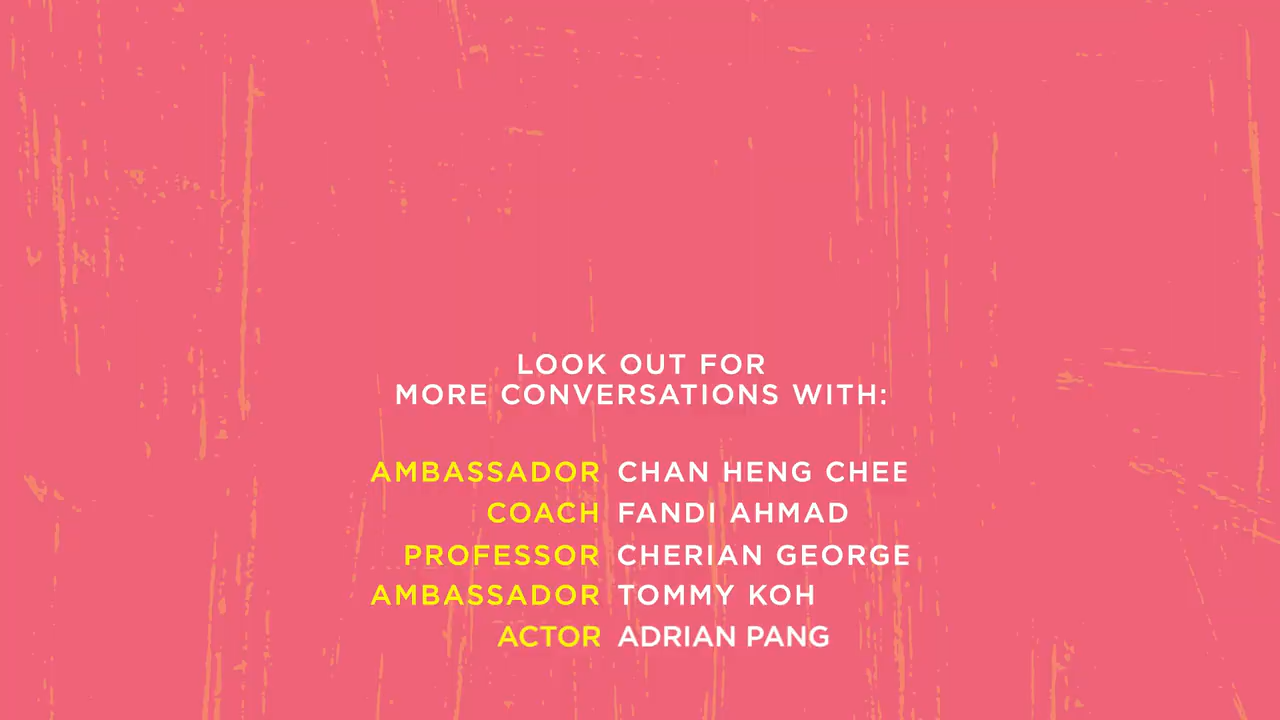 LOOK OUT FOR
MORE CONVERSATIONS WITH:
AMBASSADOR CHAN HENG CHEE
COACH FANDI AHMAD
PROFESSOR CHERIAN GEORGE
AMBASSADOR TOMMY KOH
ACTOR ADRIAN PANG